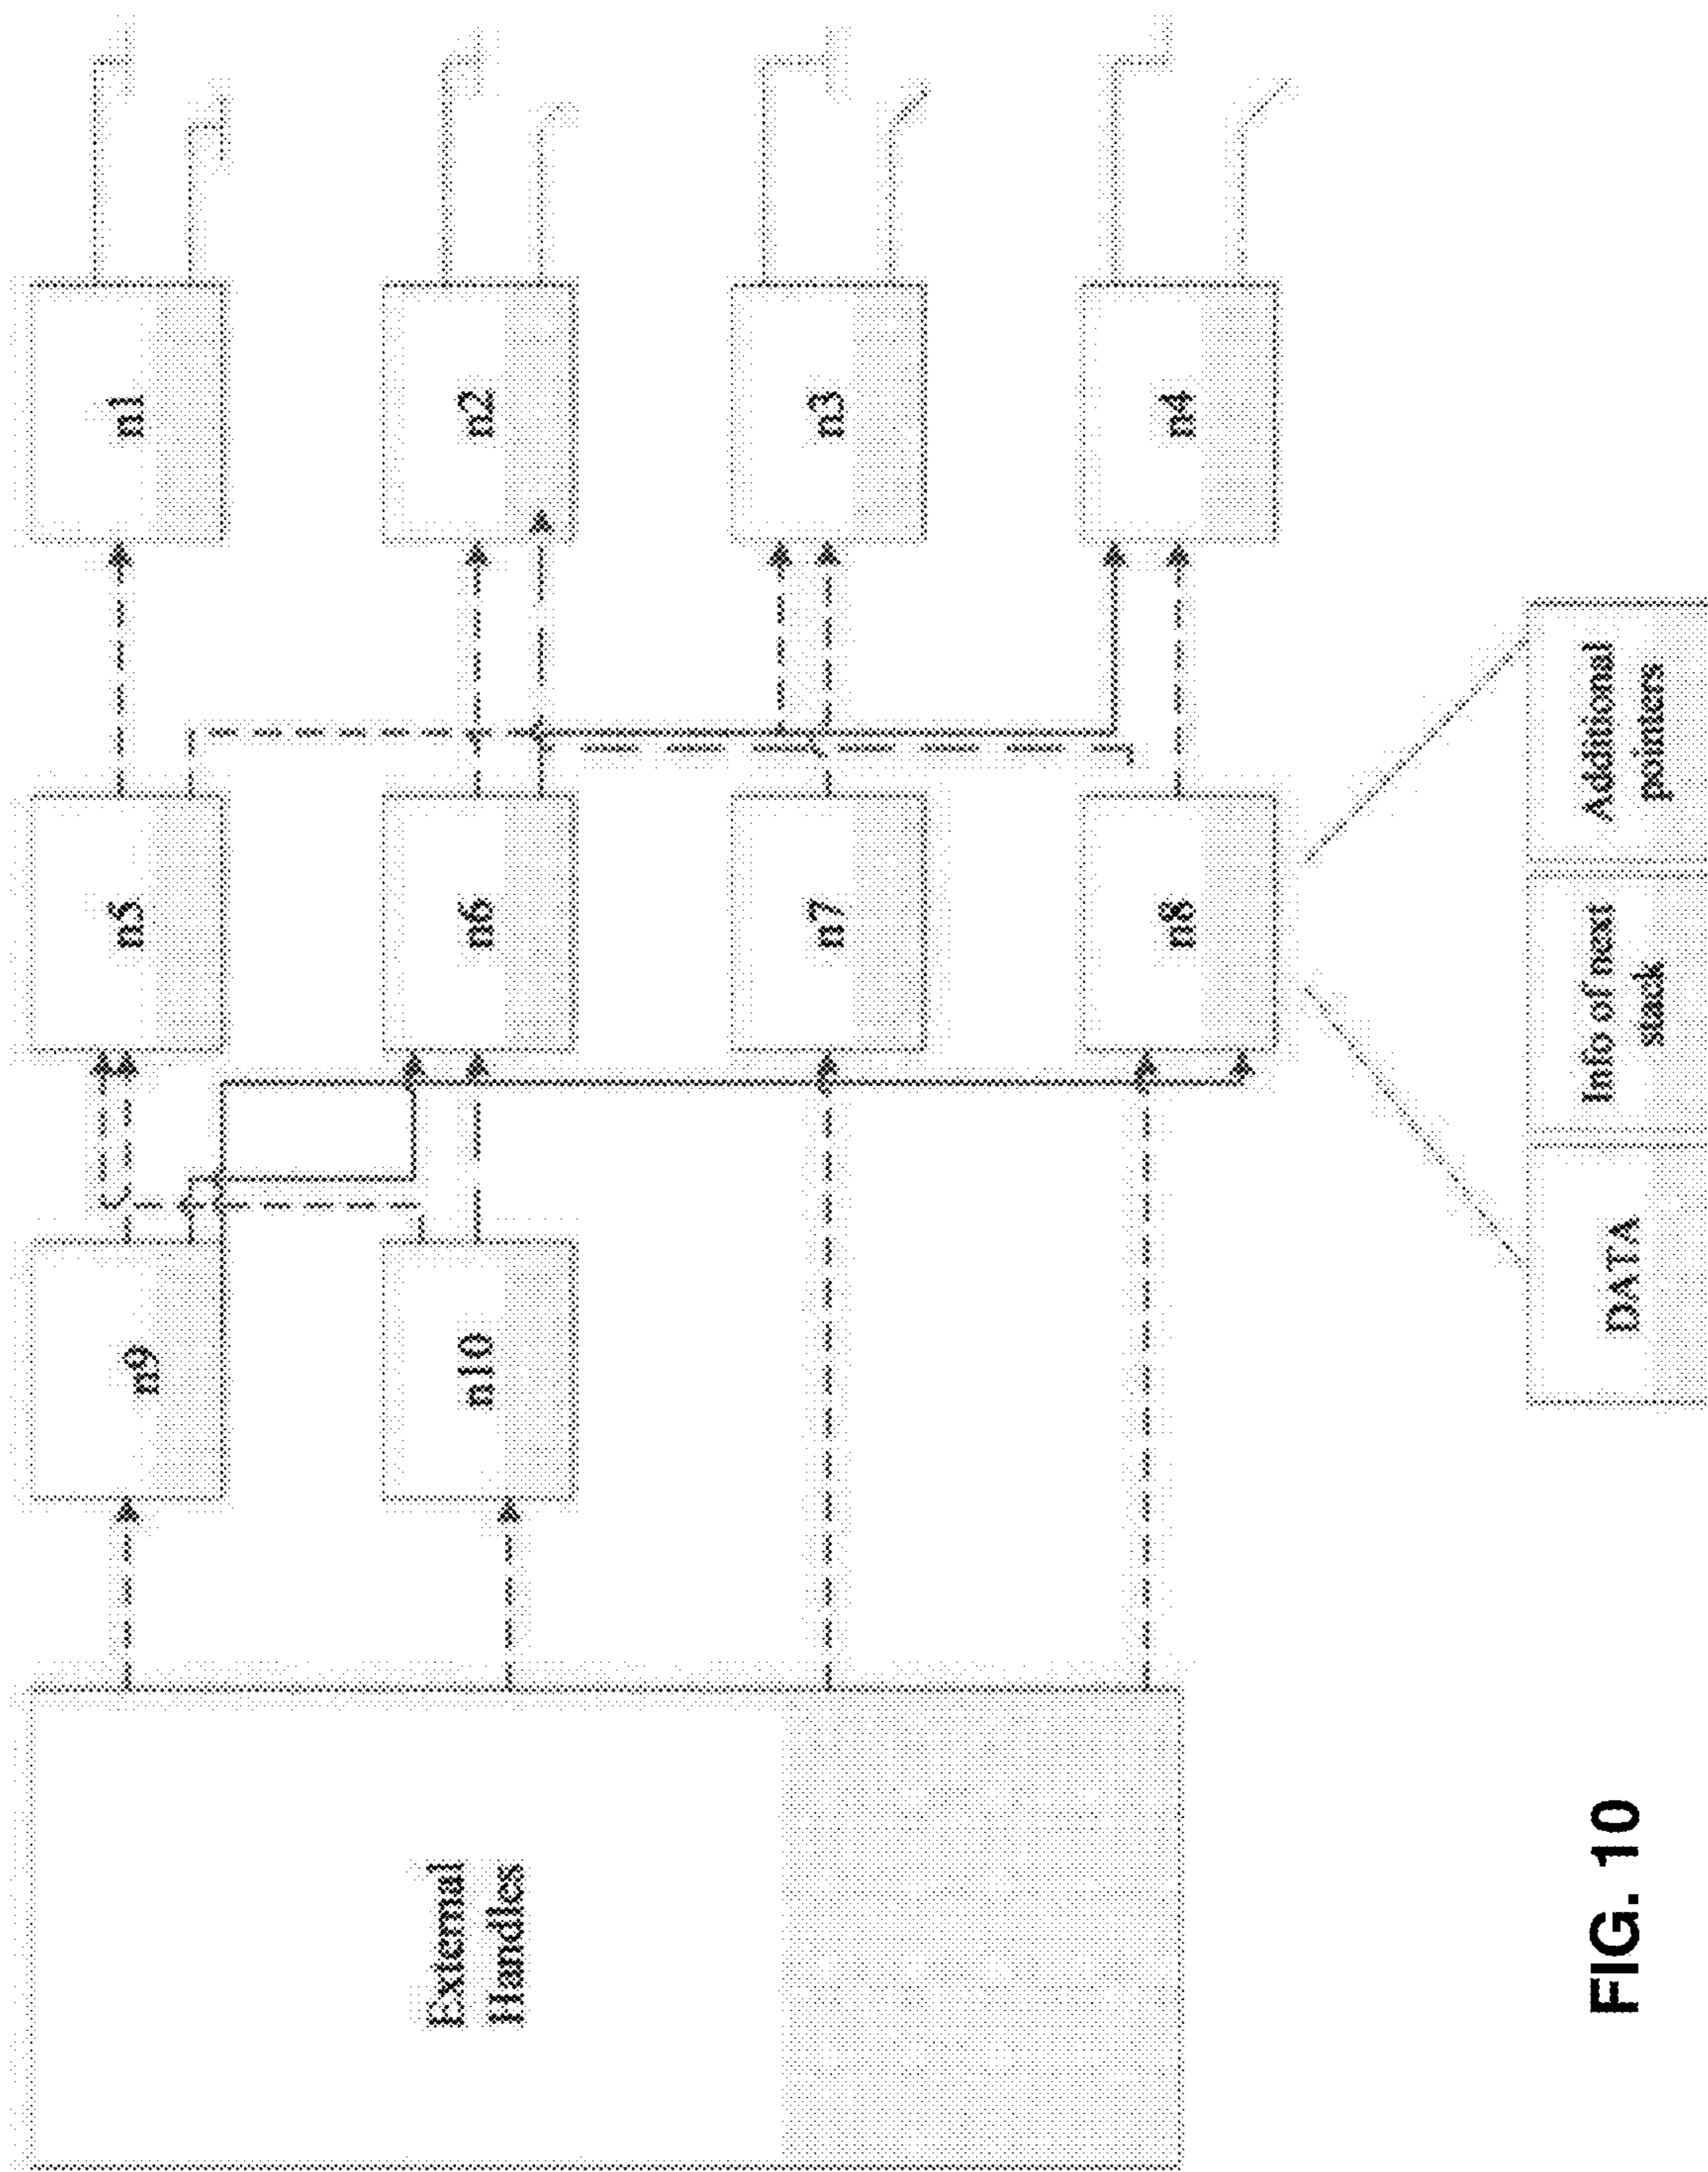 n9
n5
n1
External
Handles
n10
n6
n2
n7
n3
n8
n4
DATA
Info of next
stack
Additional
pointers
FIG. 10